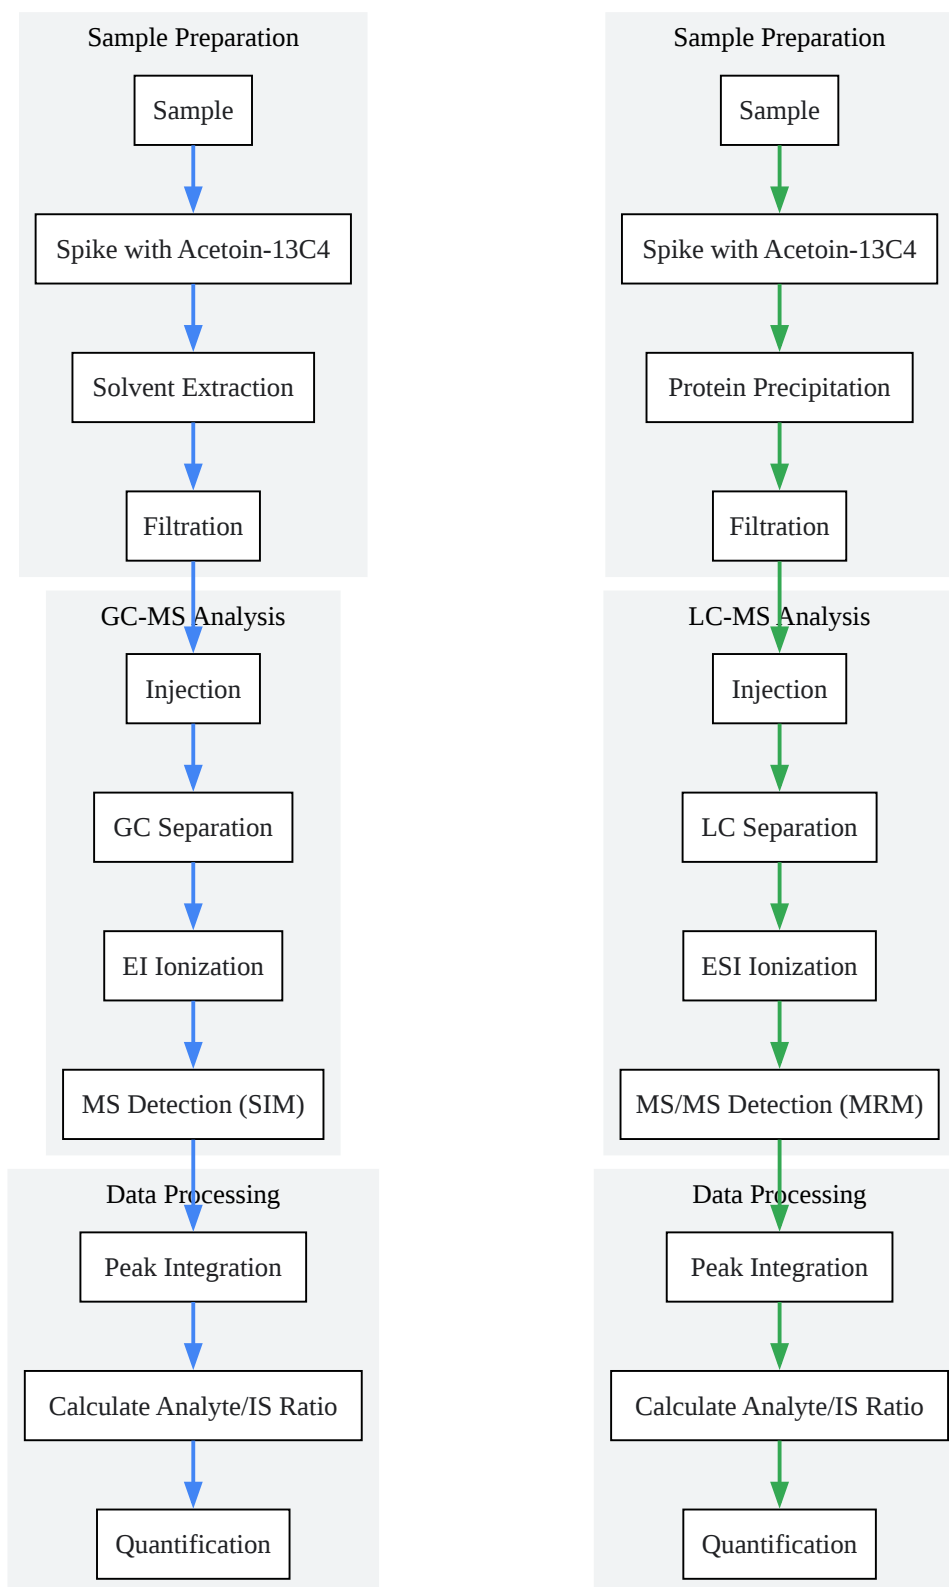 Sample Preparation
Sample
Spike with Acetoin-13C4
Solvent Extraction
Filtration
GC-MS Analysis
Injection
GC Separation
EI Ionization
MS Detection (SIM)
Data Processing
Peak Integration
Calculate Analyte/IS Ratio
Quantification
Sample Preparation
Sample
Spike with Acetoin-13C4
Protein Precipitation
Filtration
LC-MS Analysis
Injection
LC Separation
ESI Ionization
MS/MS Detection (MRM)
Data Processing
Peak Integration
Calculate Analyte/IS Ratio
Quantification